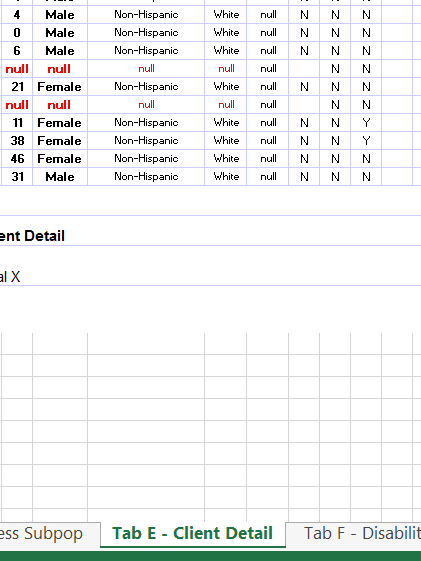 4 Male Non-Hispanic White null N N N
0 Male Non-Hispanic White null N N N
6 Male Non-Hispanic White null N N N
null null null null null N N
21 Female Non-Hispanic White null N N N
null null null null null N N
11 Female Non-Hispanic White null N N Y
38 Female Non-Hispanic White null N N Y
46 Female Non-Hispanic White null N N N
31 Male Non-Hispanic White null N N N
ent Detail
al X
ess Subpop Tab E - Client Detail Tab F - Disabilit